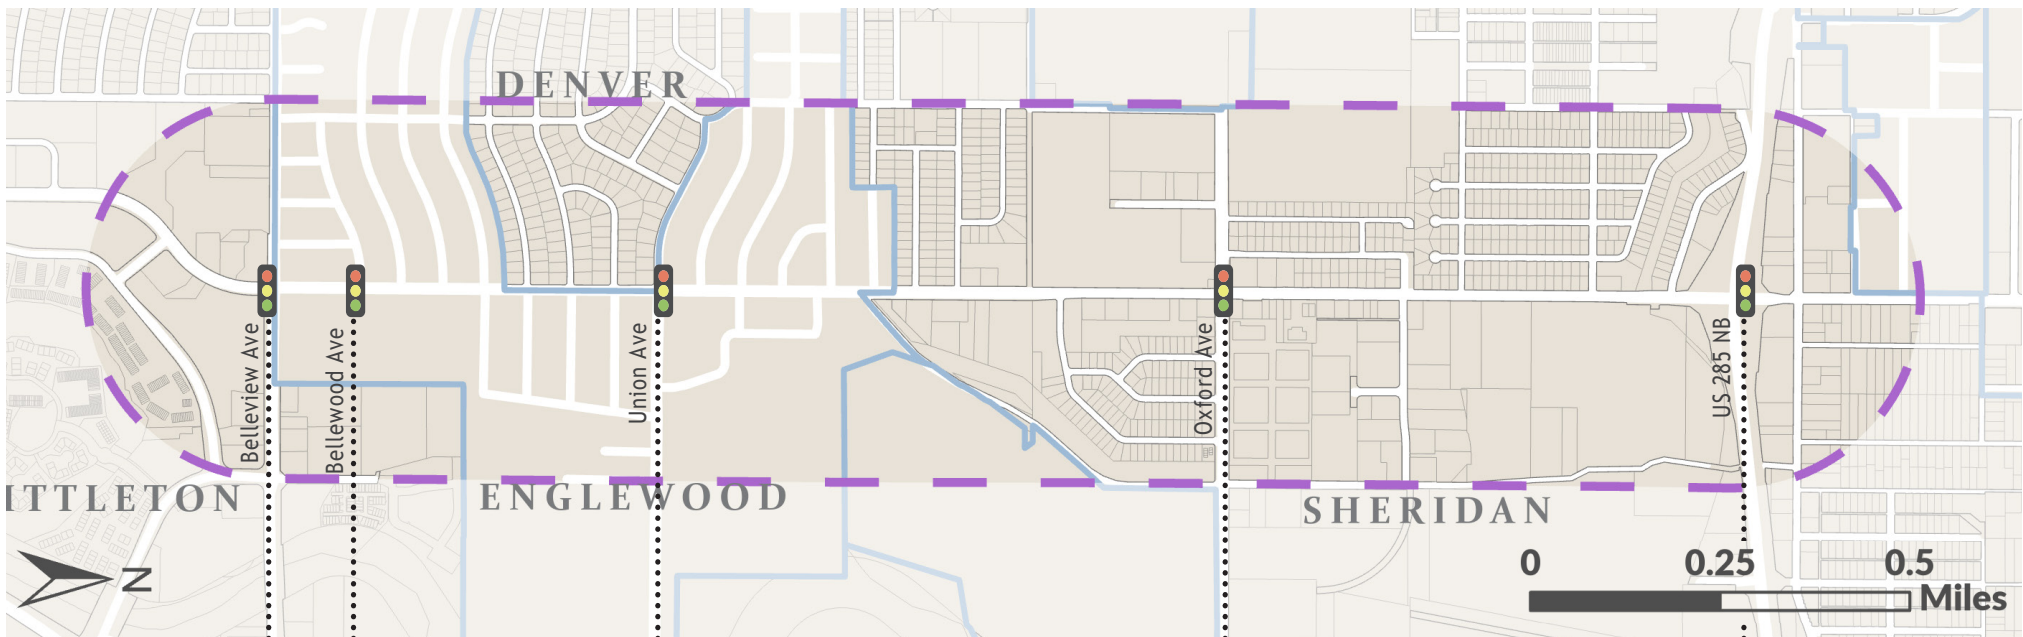 DENVER
Belleview Ave
Bellewood Ave
Union Ave
Oxford Ave
US 285 NB
ITTLETON
ENGLEWOOD
SHERIDAN
N
0 0.25 0.5
Miles